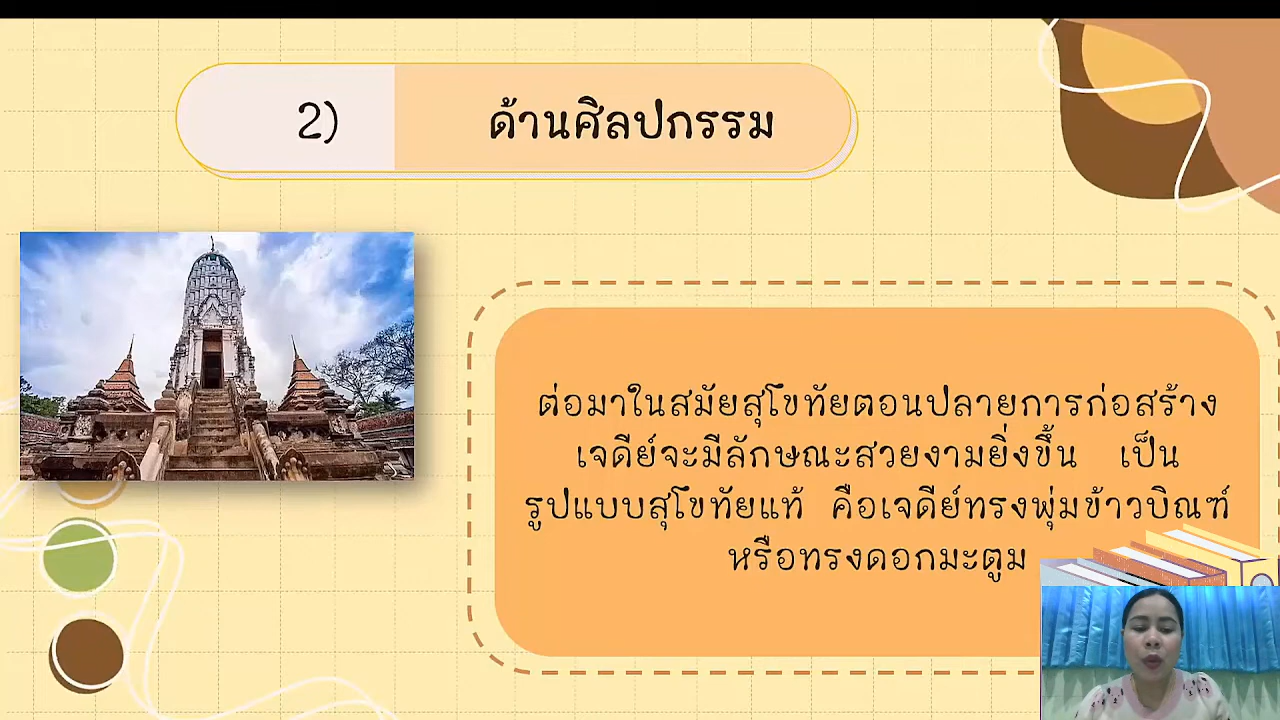 2)
ด้านศิลปกรรม
ต่อมาในสมัยสุโขทัยตอนปลายการก่อสร้าง
เจดีย์จะมีลักษณะสวยงามยิ่งขึ้น เป็น
รูปแบบสุโขทัยแท้ คือเจดีย์ทรงพุ่มข้าวบิณฑ์
หรือทรงดอกมะตูม